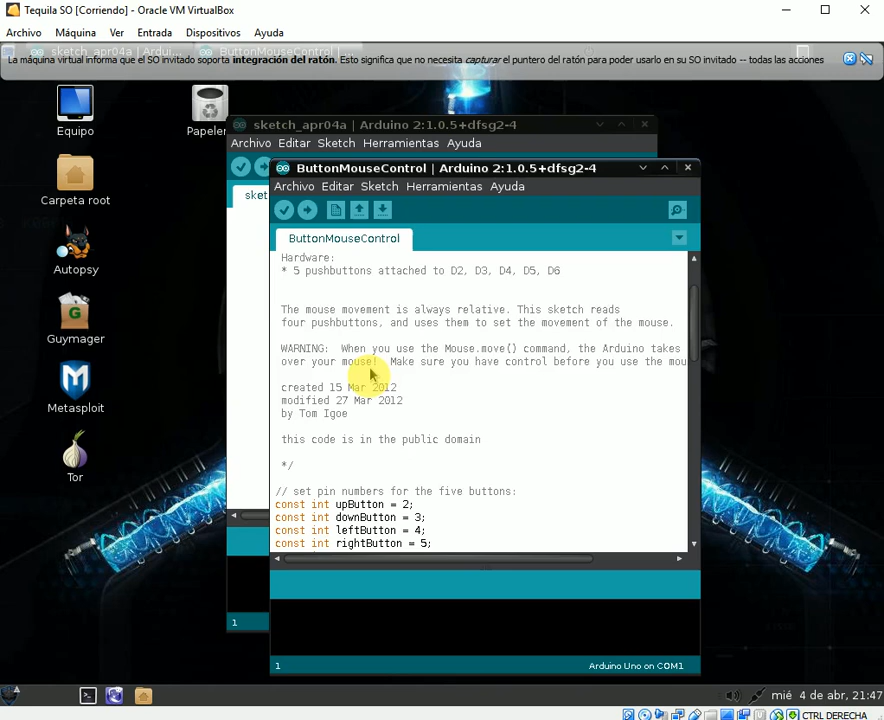 Tequila SO [Corriendo] - Oracle VM VirtualBox
Archivo Máquina Ver Entrada Dispositivos Ayuda
sketch_apr04a | Ardui... ButtonMouseControl | ...
La máquina virtual informa que el SO invitado soporta integración del ratón. Esto significa que no necesita capturar el puntero del ratón para poder usarlo en su SO invitado -- todas las acciones
Equipo
Papeler
Carpeta root
Autopsy
Guymager
Metasploit
Tor
sketch_apr04a | Arduino 2:1.0.5+dfsg2-4
Archivo Editar Sketch Herramientas Ayuda
sket
1
ButtonMouseControl | Arduino 2:1.0.5+dfsg2-4
Archivo Editar Sketch Herramientas Ayuda
ButtonMouseControl
Hardware:
* 5 pushbuttons attached to D2, D3, D4, D5, D6
The mouse movement is always relative. This sketch reads
four pushbuttons, and uses them to set the movement of the mouse.
WARNING: When you use the Mouse.move() command, the Arduino takes
over your mouse! Make sure you have control before you use the mou
created 15 Mar 2012
modified 27 Mar 2012
by Tom Igoe
this code is in the public domain
*/
// set pin numbers for the five buttons:
const int upButton = 2;
const int downButton = 3;
const int leftButton = 4;
const int rightButton = 5;
1
Arduino Uno on COM1
mié 4 de abr, 21:47
CTRL DERECHA